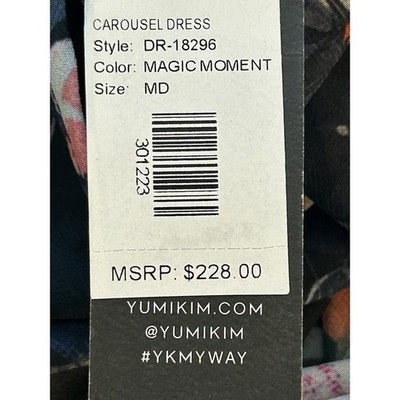 CAROUSEL DRESS
Style: DR-18296
Color: MAGIC MOMENT
Size: MD
301223
MSRP: $228.00
YUMIKIM.COM
@YUMIKIM
#YKMYWAY